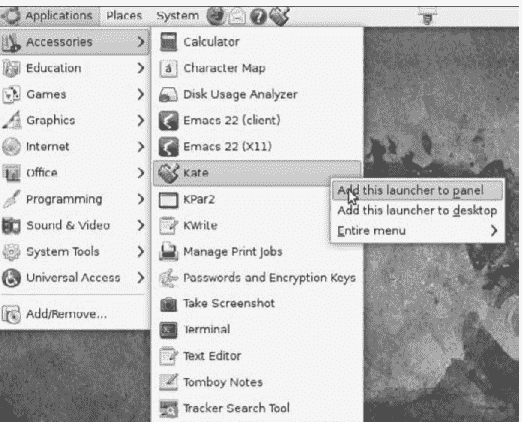 Applications Places System
Accessories
Education
Games
Graphics
Internet
Office
Programming
Sound & Video
System Tools
Universal Access
Add/Remove...
Calculator
Character Map
Disk Usage Analyzer
Emacs 22 (client)
Emacs 22 (X11)
Kate
KPar2
KWrite
Manage Print Jobs
Passwords and Encryption Keys
Take Screenshot
Terminal
Text Editor
Tomboy Notes
Tracker Search Tool
Add this launcher to panel
Add this launcher to desktop
Entire menu